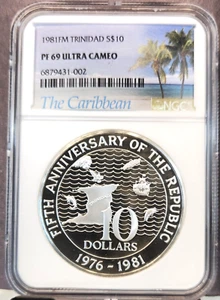 1981FM TRINIDAD S$10
PF 69 ULTRA CAMEO
6879431-002
The Caribbean
NGC
FIFTH ANNIVERSARY OF THE REPUBLIC
10
DOLLARS
1976-1981